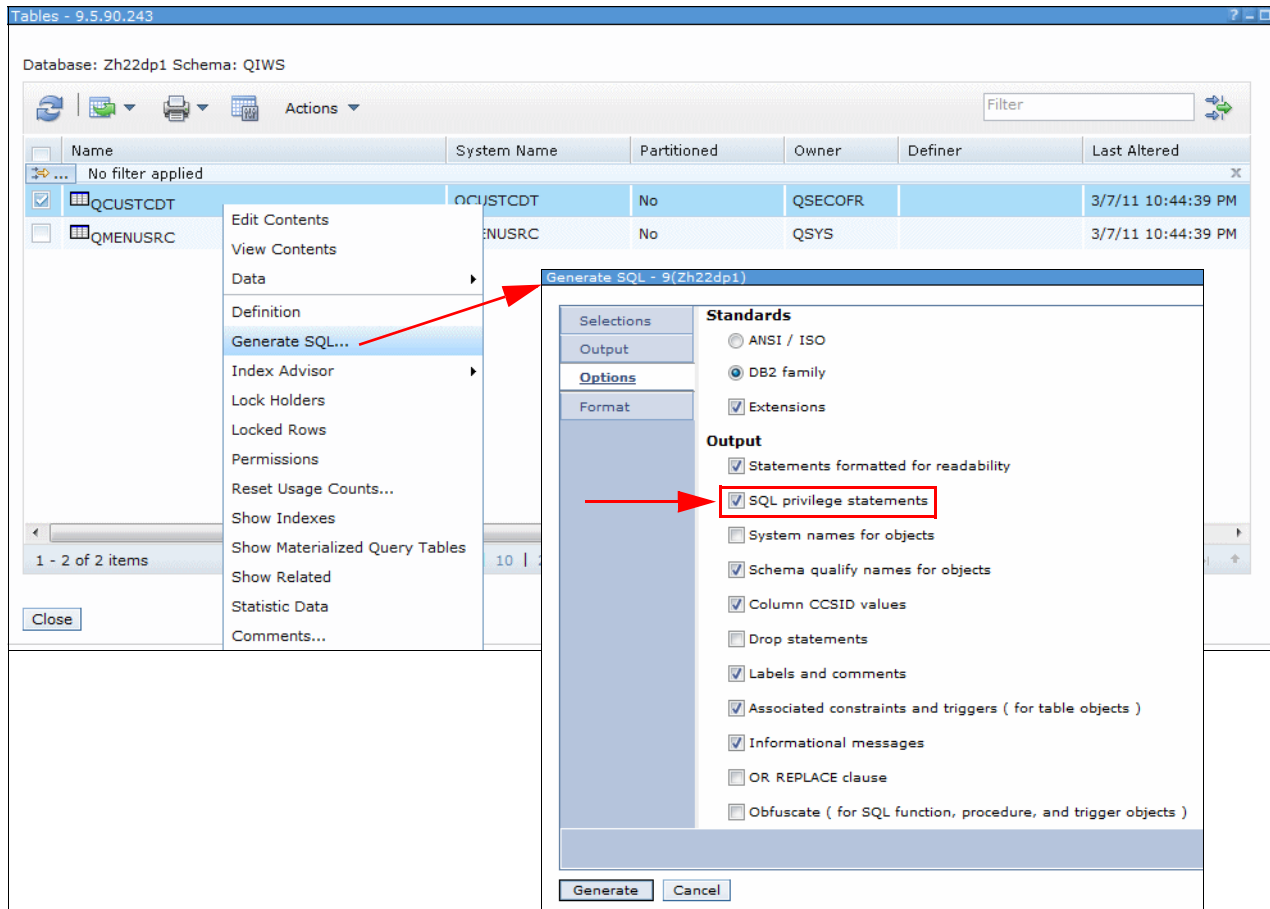 Tables - 9.5.90.243
Database: Zh22dp1 Schema: QIWS
Actions
Filter
Name System Name Partitioned Owner Definer Last Altered
... No filter applied X
QCUSTCDT QCUSTCDT No QSECOFR 3/7/11 10:44:39 PM
QMENUSRC ENUSRC No QSYS 3/7/11 10:44:39 PM
Edit Contents
View Contents
Data
Definition
Generate SQL...
Index Advisor
Lock Holders
Locked Rows
Permissions
Reset Usage Counts...
Show Indexes
Show Materialized Query Tables
Show Related
Statistic Data
Comments...
1 - 2 of 2 items
10 | 2
Close
Generate SQL - 9(Zh22dp1)
Selections
Output
Options
Format
Standards
ANSI / ISO
DB2 family
Extensions
Output
Statements formatted for readability
SQL privilege statements
System names for objects
Schema qualify names for objects
Column CCSID values
Drop statements
Labels and comments
Associated constraints and triggers ( for table objects )
Informational messages
OR REPLACE clause
Obfuscate ( for SQL function, procedure, and trigger objects )
Generate Cancel